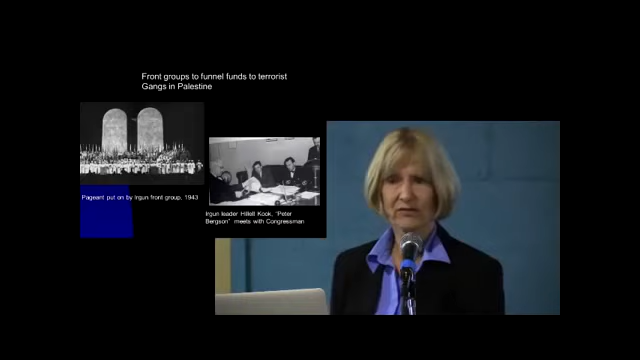 Front groups to funnel funds to terrorist
Gangs in Palestine
Pageant put on by Irgun front group, 1943
Irgun leader Hillel Kook, "Peter
Bergson" meets with Congressman